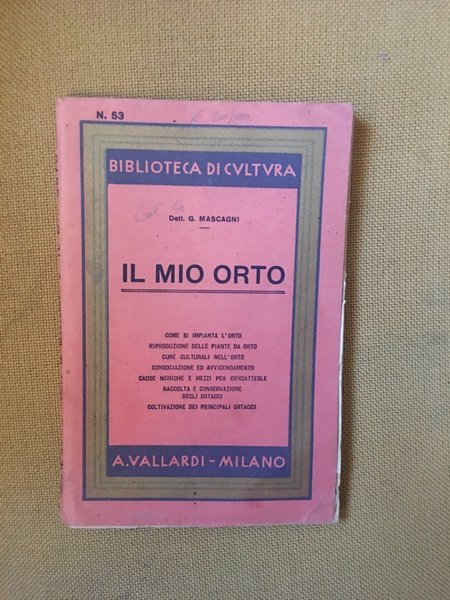 N. 53
BIBLIOTECA DI CVLTVRA
Dott. G. MASCAGNI
IL MIO ORTO
COME SI IMPIANTA L'ORTO
RIPRODUZIONE DELLE PIANTE DA ORTO
CURE CULTURALI NELL'ORTO
CONSOCIAZIONE ED AVVICENDAMENTO
CAUSE NEMICHE E MEZZI PER COMBATTERLE
RACCOLTA E CONSERVAZIONE
DEGLI ORTAGGI
COLTIVAZIONE DEI PRINCIPALI ORTAGGI
A. VALLARDI - MILANO